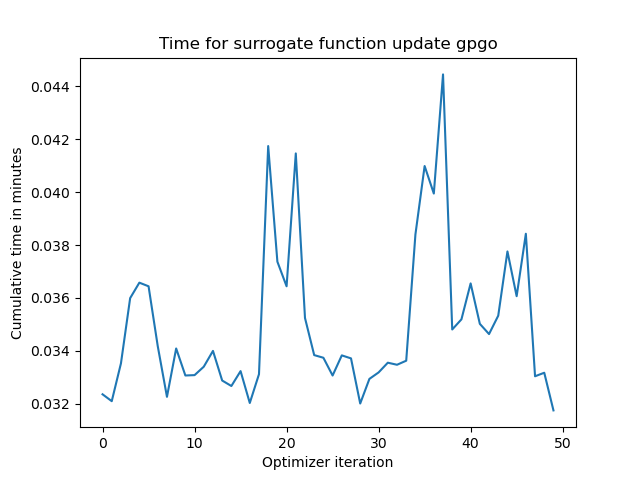 Time for surrogate function update gpgo
Cumulative time in minutes
0.044
0.042
0.040
0.038
0.036
0.034
0.032
0 10 20 30 40 50
Optimizer iteration